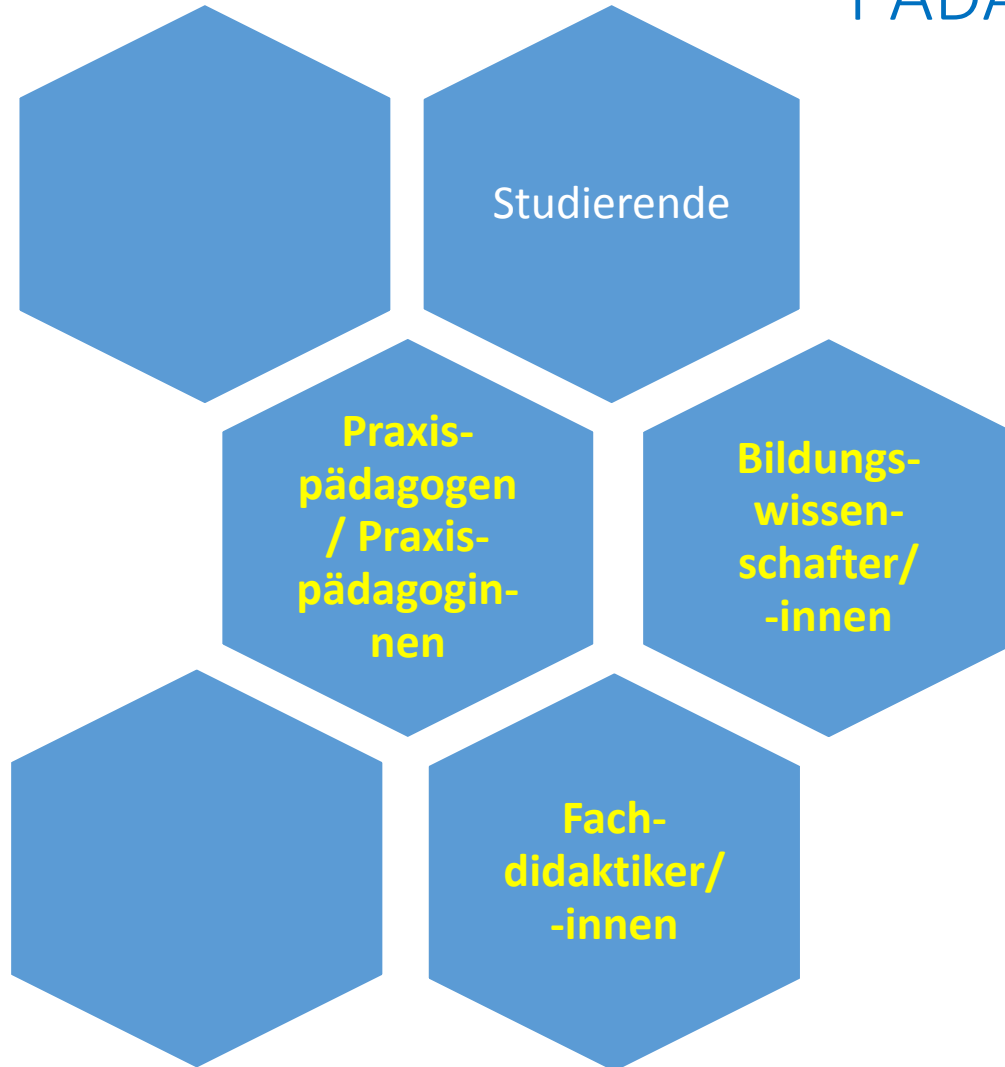 Studierende
Praxis-
pädagogen
/ Praxis-
pädagogin-
nen
Bildungs-
wissen-
schafter/
-innen
Fach-
didaktiker/
-innen